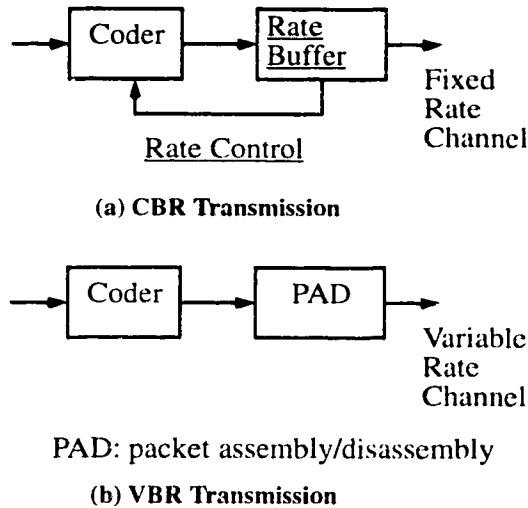 Coder
Rate
Buffer
Fixed
Rate
Channel
Rate Control
(a) CBR Transmission
Coder
PAD
Variable
Rate
Channel
PAD: packet assembly/disassembly
(b) VBR Transmission